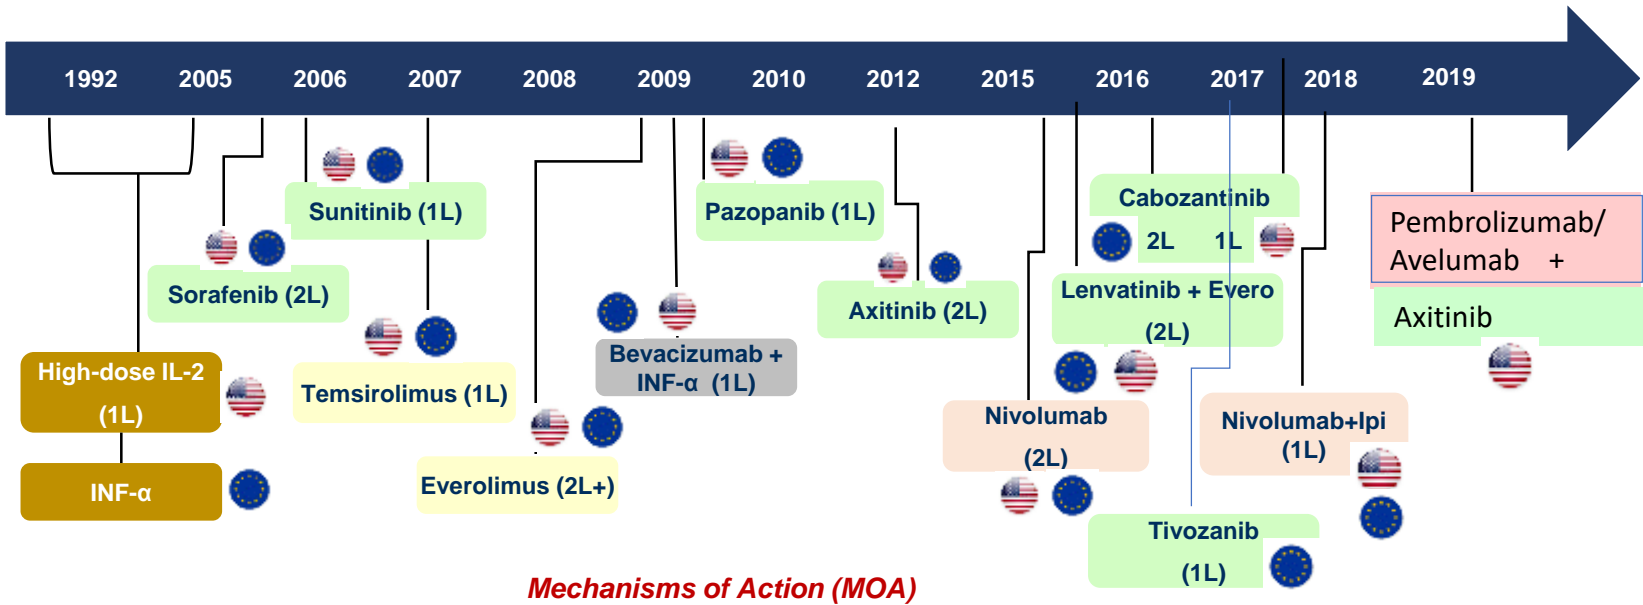 1992 2005 2006 2007 2008 2009 2010 2012 2015 2016 2017 2018 2019
Sunitinib (1L)
Pazopanib (1L)
Cabozantinib
2L 1L
Pembrolizumab/
Avelumab +
Sorafenib (2L)
Axitinib (2L)
Lenvatinib + Evero
(2L)
Axitinib
High-dose IL-2
(1L)
Temsirolimus (1L)
Bevacizumab +
INF-α (1L)
Nivolumab
(2L)
Nivolumab+Ipi
(1L)
INF-α
Everolimus (2L+)
Tivozanib
(1L)
Mechanisms of Action (MOA)